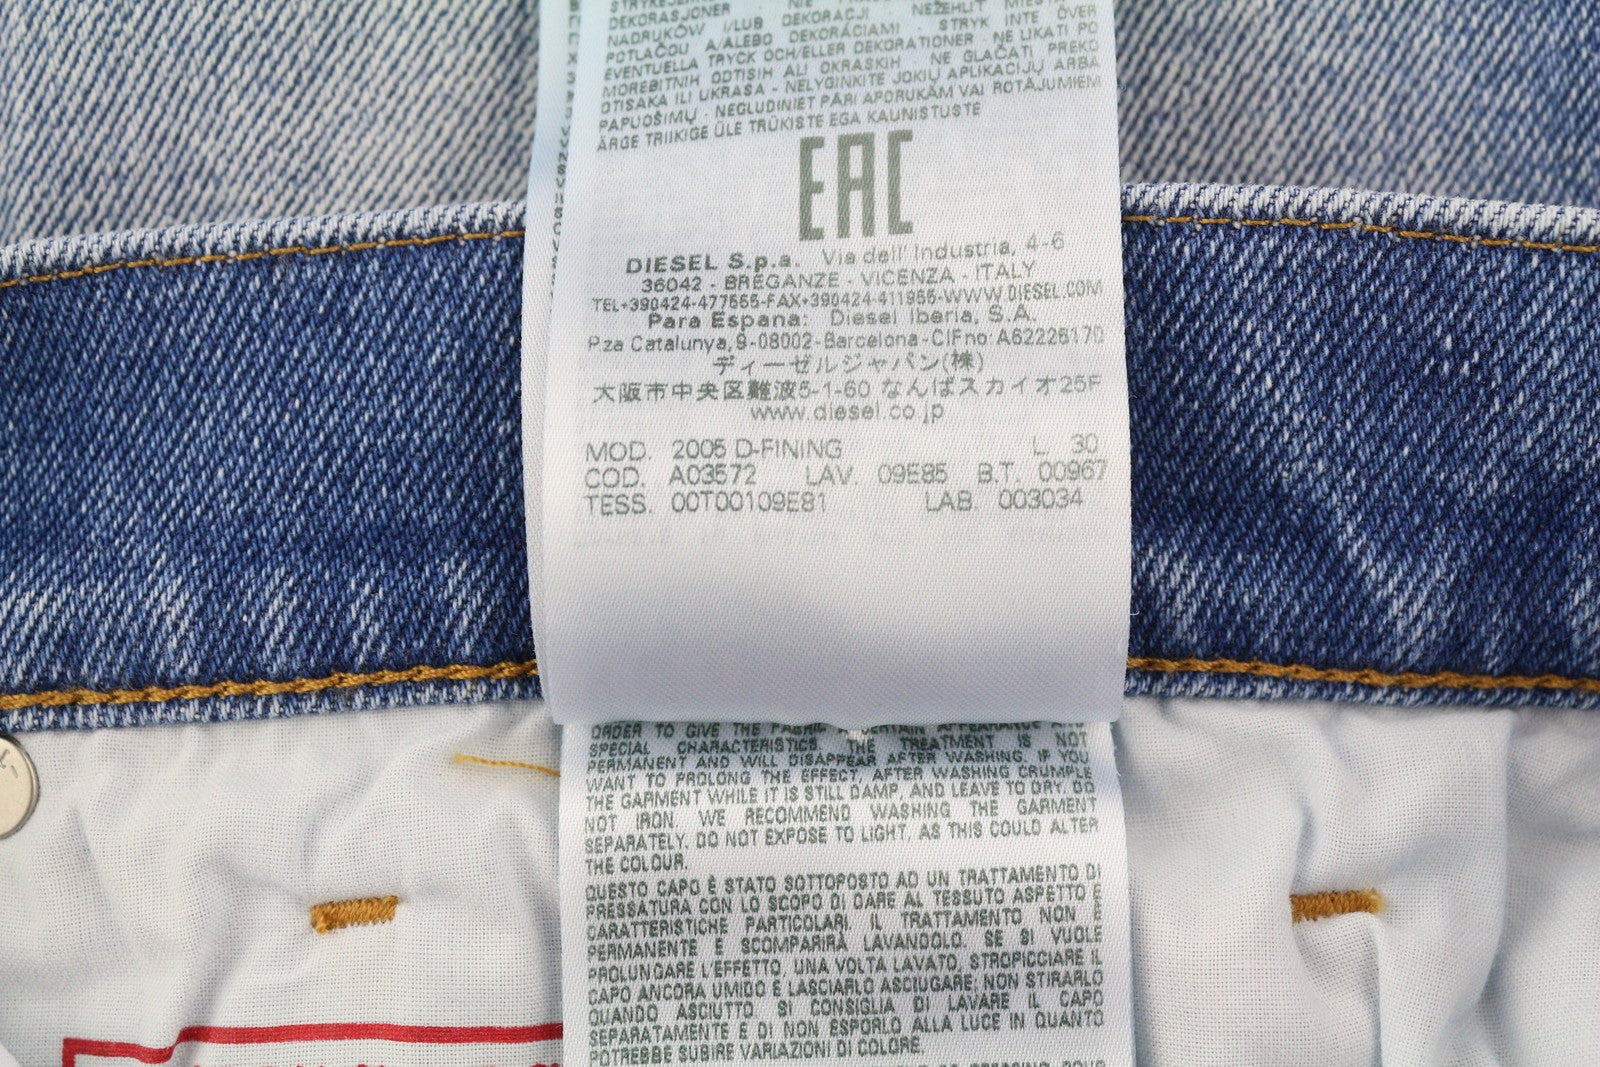 DEKORASJONER
NADRUKÓW I/LUB DEKORACJI NEŽEHLIT
POTLAČOU A/ALEBO DEKORÁCIAMI STRYK INTE ÖVER
EVENTUELLA TRYCK OCH/ELLER DEKORATIONER NE LIKATI PO
MOREBITNIH ODTISIH ALI OKRASKIH NE GLAČATI PREKO
OTISAKA ILI UKRASA - NELYGINKITE JOKIŲ APLIKACIJŲ ARBA
PAPUOŠIMŲ - NEGLUDINIET PĀRI APDRUKĀM VAI ROTĀJUMIEM
ÄRGE TRIIKIGE ÜLE TRÜKISTE EGA KAUNISTUSTE
EAC
DIESEL S.p.a. Via dell' Industria, 4-6
36042 - BREGANZE - VICENZA - ITALY
TEL+390424-477555-FAX+390424-411955-WWW.DIESEL.COM
Para Espana: Diesel Iberia, S.A.
Pza Catalunya, 9-08002-Barcelona-CIFno:A62226170
ディーゼルジャパン(株)
大阪市中央区難波5-1-60 なんばスカイオ25F
www.diesel.co.jp
MOD. 2005 D-FINING L 30
COD. A03572 LAV. 09E85 B.T. 00967
TESS. 00T00109E81 LAB. 003034
ORDER TO GIVE THE FABRIC CERTAIN APPEARANCE AND
SPECIAL CHARACTERISTICS. THE TREATMENT IS NOT
PERMANENT AND WILL DISAPPEAR AFTER WASHING. IF YOU
WANT TO PROLONG THE EFFECT, AFTER WASHING CRUMPLE
THE GARMENT WHILE IT IS STILL DAMP, AND LEAVE TO DRY. DO
NOT IRON. WE RECOMMEND WASHING THE GARMENT
SEPARATELY. DO NOT EXPOSE TO LIGHT, AS THIS COULD ALTER
THE COLOUR.
QUESTO CAPO È STATO SOTTOPOSTO AD UN TRATTAMENTO DI
PRESSATURA CON LO SCOPO DI DARE AL TESSUTO ASPETTO E
CARATTERISTICHE PARTICOLARI. IL TRATTAMENTO NON È
PERMANENTE E SCOMPARIRÀ LAVANDOLO. SE SI VUOLE
PROLUNGARE L'EFFETTO, UNA VOLTA LAVATO, STROPICCIARE IL
CAPO ANCORA UMIDO E LASCIARLO ASCIUGARE; NON STIRARLO
QUANDO ASCIUTTO. SI CONSIGLIA DI LAVARE IL CAPO
SEPARATAMENTE E DI NON ESPORLO ALLA LUCE IN QUANTO
POTREBBE SUBIRE VARIAZIONI DI COLORE.